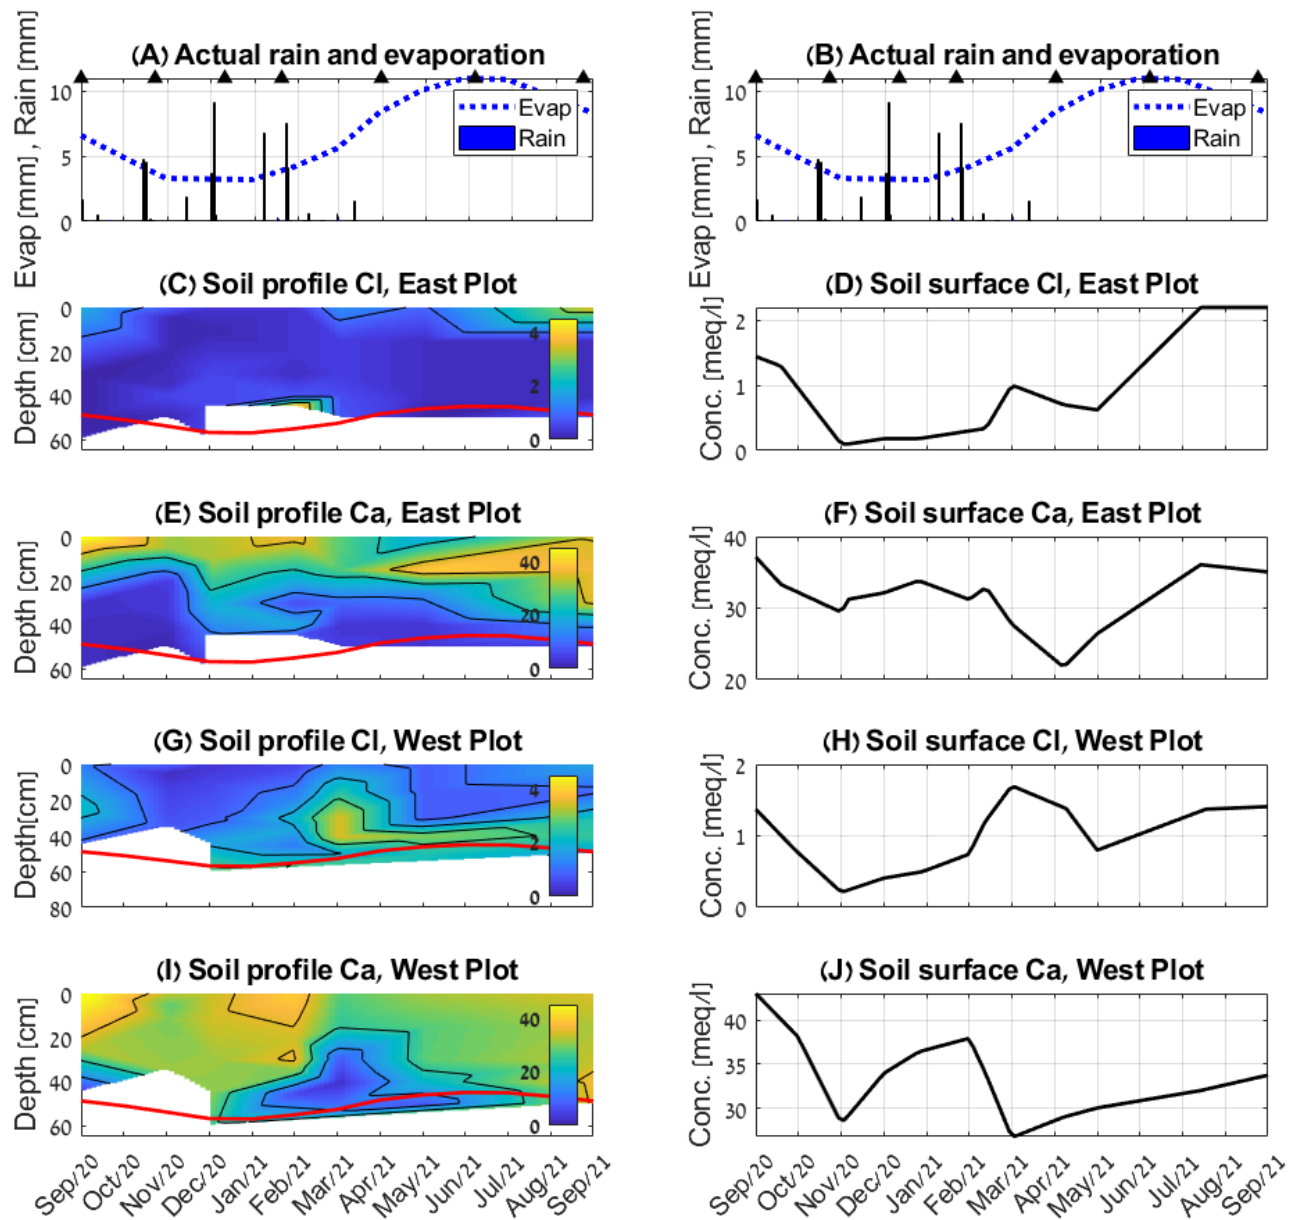 (A) Actual rain and evaporation
Evap [mm] , Rain [mm]
10
5
0
Evap
Rain
(B) Actual rain and evaporation
Evap [mm] , Rain [mm]
10
5
0
Evap
Rain
(C) Soil profile Cl, East Plot
Depth [cm]
0
20
40
60
4
2
0
(D) Soil surface Cl, East Plot
Conc. [meq/l]
2
1
0
(E) Soil profile Ca, East Plot
Depth [cm]
0
20
40
60
40
20
0
(F) Soil surface Ca, East Plot
Conc. [meq/l]
40
30
20
(G) Soil profile Cl, West Plot
Depth[cm]
0
20
40
60
80
4
2
0
(H) Soil surface Cl, West Plot
Conc. [meq/l]
2
1
0
(I) Soil profile Ca, West Plot
Depth [cm]
0
20
40
60
40
20
0
Sep/20
Oct/20
Nov/20
Dec/20
Jan/21
Feb/21
Mar/21
Apr/21
May/21
Jun/21
Jul/21
Aug/21
Sep/21
(J) Soil surface Ca, West Plot
Conc. [meq/l]
40
35
30
Sep/20
Oct/20
Nov/20
Dec/20
Jan/21
Feb/21
Mar/21
Apr/21
May/21
Jun/21
Jul/21
Aug/21
Sep/21